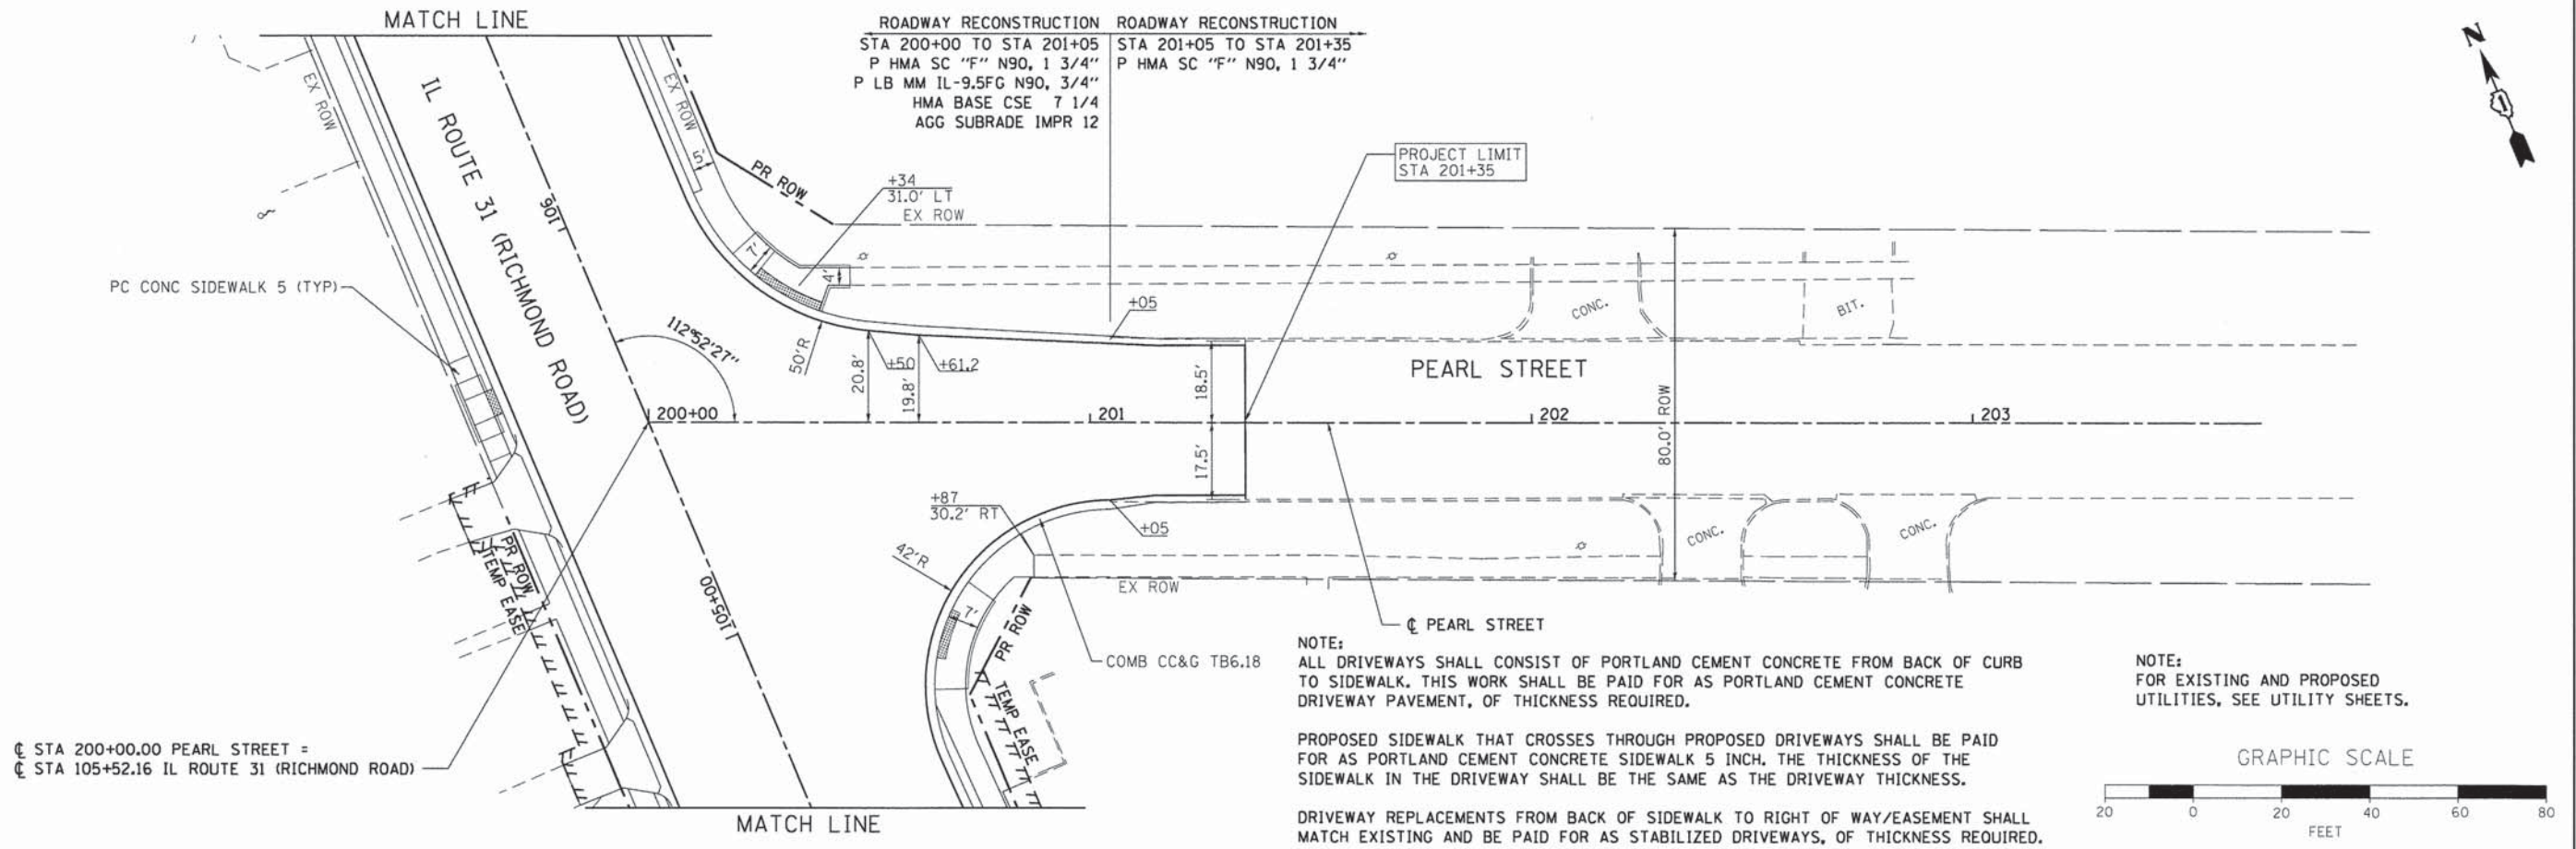 MATCH LINE
ROADWAY RECONSTRUCTION
STA 200+00 TO STA 201+05
P HMA SC "F" N90, 1 3/4"
P LB MM IL-9.5FG N90, 3/4"
HMA BASE CSE 7 1/4
AGG SUBRADE IMPR 12
ROADWAY RECONSTRUCTION
STA 201+05 TO STA 201+35
P HMA SC "F" N90, 1 3/4"
N
1
PROJECT LIMIT
STA 201+35
EX ROW
EX ROW
5'
PR ROW
+34
31.0' LT
EX ROW
IL ROUTE 31 (RICHMOND ROAD)
106
PC CONC SIDEWALK 5 (TYP)
7'
4'
112°52'27"
50'R
20.8'
+50
19.8'
+61.2
+05
18.5'
PEARL STREET
CONC.
BIT.
80.0' ROW
200+00
201
202
203
17.5'
+87
30.2' RT
+05
42'R
105+00
7'
PR ROW
TEMP EASE
EX ROW
PR ROW
TEMP EASE
CONC.
CONC.
COMB CC&G TB6.18
℄ PEARL STREET
℄ STA 200+00.00 PEARL STREET =
℄ STA 105+52.16 IL ROUTE 31 (RICHMOND ROAD)
MATCH LINE
NOTE:
ALL DRIVEWAYS SHALL CONSIST OF PORTLAND CEMENT CONCRETE FROM BACK OF CURB
TO SIDEWALK. THIS WORK SHALL BE PAID FOR AS PORTLAND CEMENT CONCRETE
DRIVEWAY PAVEMENT, OF THICKNESS REQUIRED.
PROPOSED SIDEWALK THAT CROSSES THROUGH PROPOSED DRIVEWAYS SHALL BE PAID
FOR AS PORTLAND CEMENT CONCRETE SIDEWALK 5 INCH. THE THICKNESS OF THE
SIDEWALK IN THE DRIVEWAY SHALL BE THE SAME AS THE DRIVEWAY THICKNESS.
DRIVEWAY REPLACEMENTS FROM BACK OF SIDEWALK TO RIGHT OF WAY/EASEMENT SHALL
MATCH EXISTING AND BE PAID FOR AS STABILIZED DRIVEWAYS, OF THICKNESS REQUIRED.
NOTE:
FOR EXISTING AND PROPOSED
UTILITIES, SEE UTILITY SHEETS.
GRAPHIC SCALE
20 0 20 40 60 80
FEET